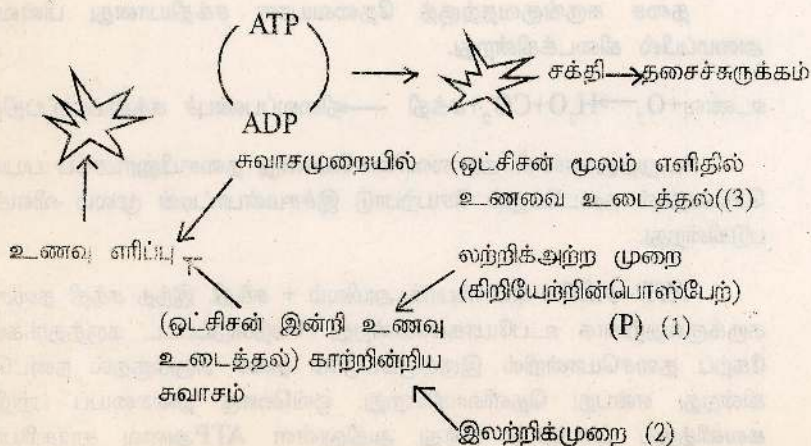 ATP
சக்தி → தசைச்சுருக்கம்
ADP
சுவாசமுறையில்
(ஒட்சிசன் மூலம் எளிதில்
உணவை உடைத்தல்((3)
உணவு எரிப்பு
லற்றிக்அற்ற முறை
(கிறியேற்றின்பொஸ்பேற்)
(P) (1)
(ஒட்சிசன் இன்றி உணவு
உடைத்தல்) காற்றின்றிய
சுவாசம்
இலற்றிக்முறை (2)